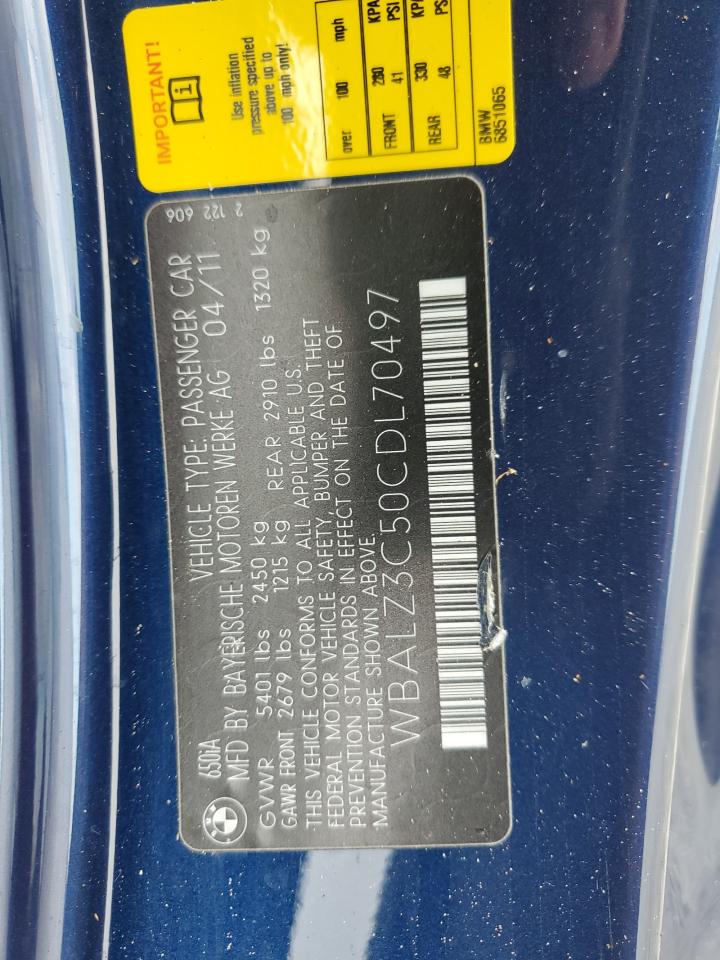 650IA
VEHICLE TYPE: PASSENGER CAR
MFD BY BAYERISCHE MOTOREN WERKE AG 04/11
GVWR 5401 lbs 2450 kg
GAWR FRONT 2679 lbs 1215 kg REAR 2910 lbs 1320 kg
THIS VEHICLE CONFORMS TO ALL APPLICABLE U.S.
FEDERAL MOTOR VEHICLE SAFETY, BUMPER AND THEFT
PREVENTION STANDARDS IN EFFECT ON THE DATE OF
MANUFACTURE SHOWN ABOVE.
WBALZ3C50CDL70497
2 122 606
IMPORTANT!
Use inflation
pressure specified
above up to
100 mph only!
over 100 mph
FRONT 280 KPA
41 PSI
REAR 330
48
BMW
6851065